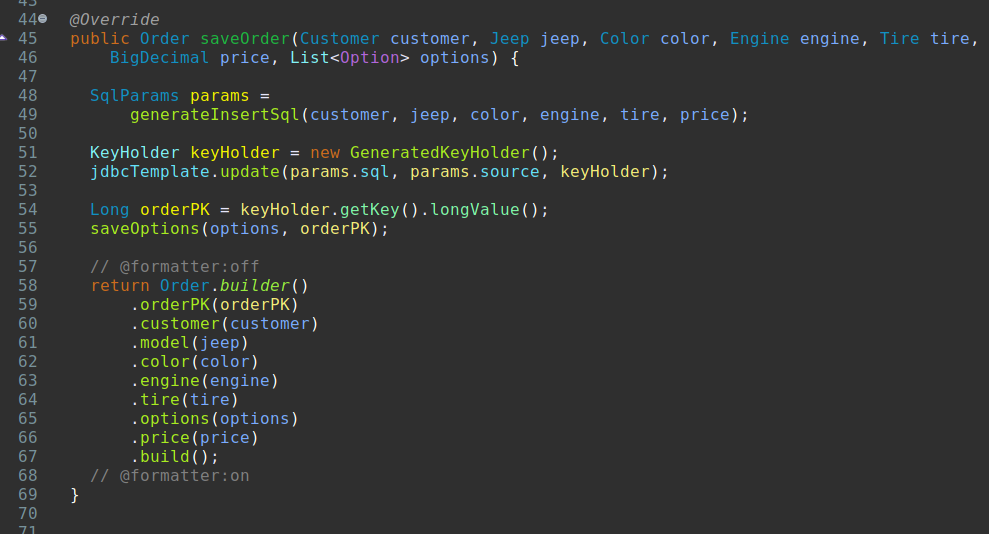 44 @Override
45 public Order saveOrder(Customer customer, Jeep jeep, Color color, Engine engine, Tire tire,
46     BigDecimal price, List<Option> options) {
47
48   SqlParams params =
49       generateInsertSql(customer, jeep, color, engine, tire, price);
50
51   KeyHolder keyHolder = new GeneratedKeyHolder();
52   jdbcTemplate.update(params.sql, params.source, keyHolder);
53
54   Long orderPK = keyHolder.getKey().longValue();
55   saveOptions(options, orderPK);
56
57   // @formatter:off
58   return Order.builder()
59       .orderPK(orderPK)
60       .customer(customer)
61       .model(jeep)
62       .color(color)
63       .engine(engine)
64       .tire(tire)
65       .options(options)
66       .price(price)
67       .build();
68   // @formatter:on
69 }
70
71